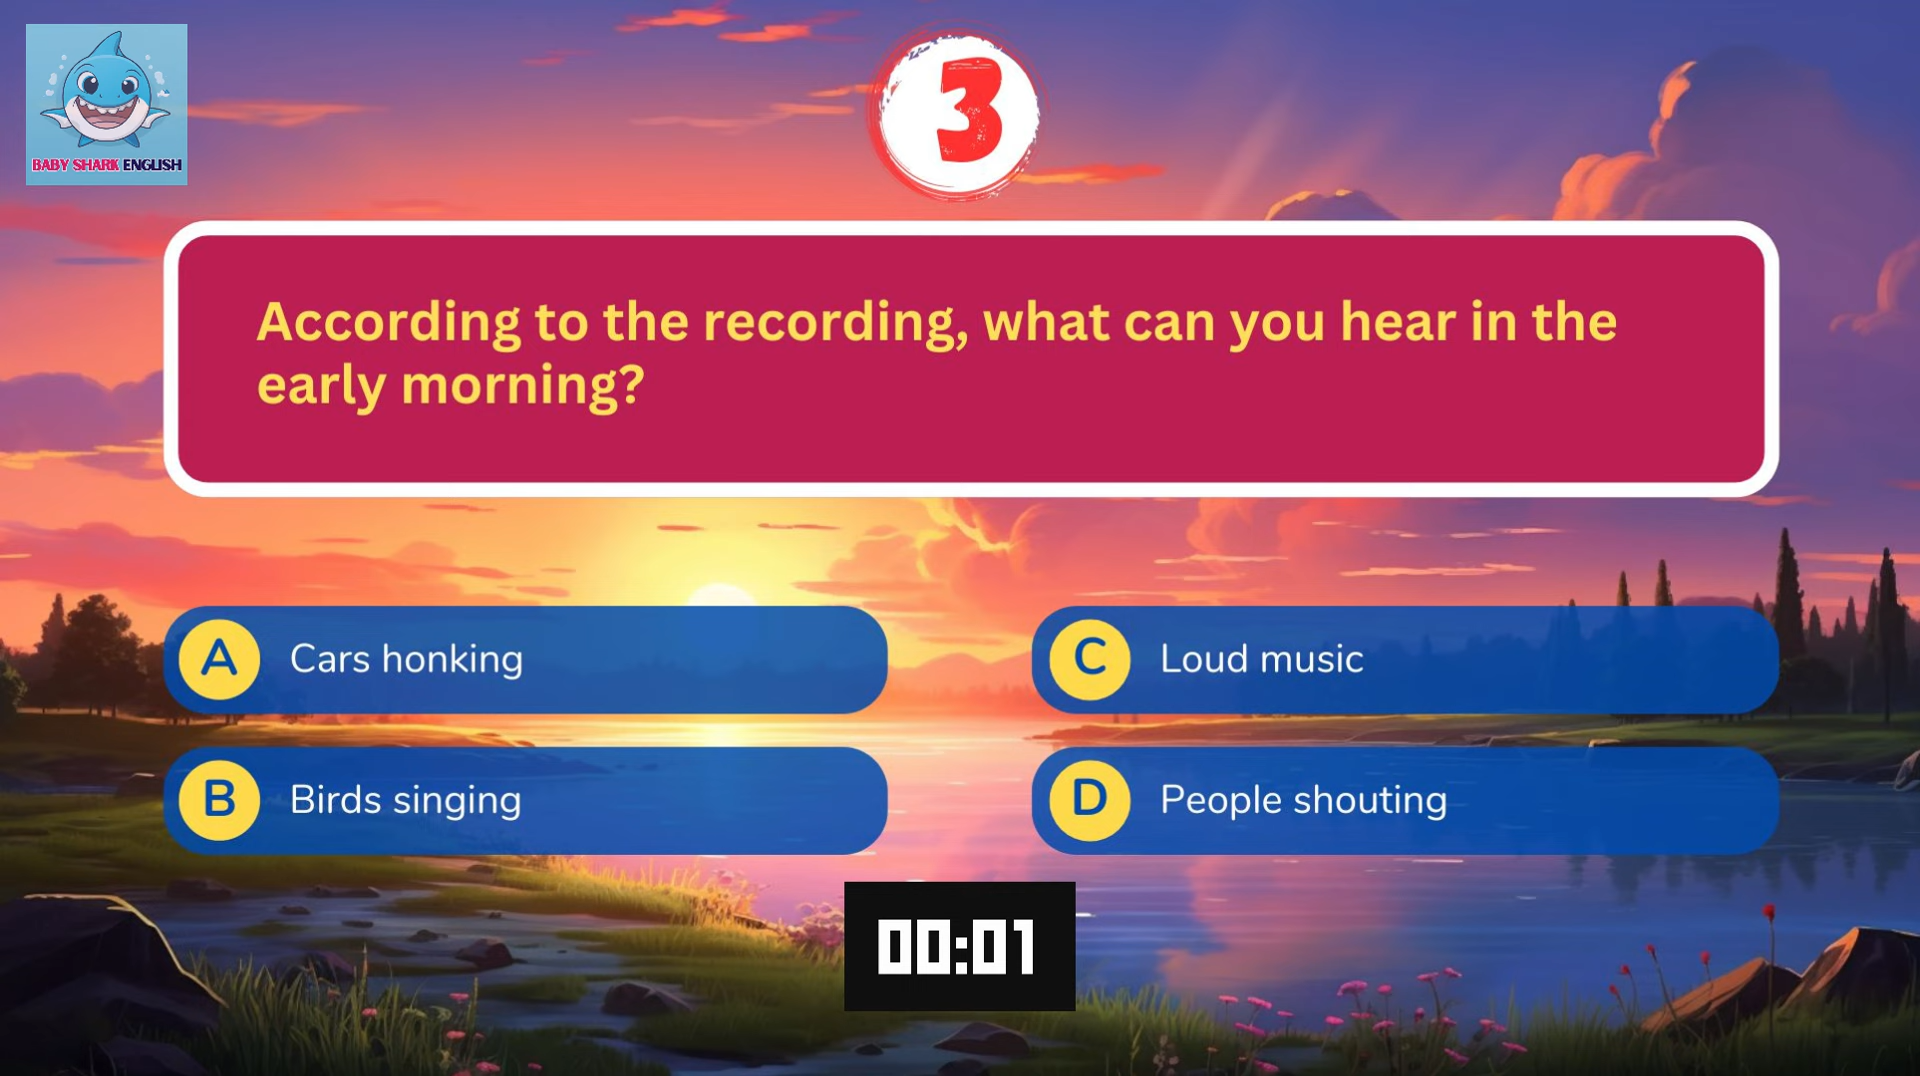 BABY SHARK ENGLISH
3
According to the recording, what can you hear in the
early morning?
A Cars honking
B Birds singing
C Loud music
D People shouting
00:01